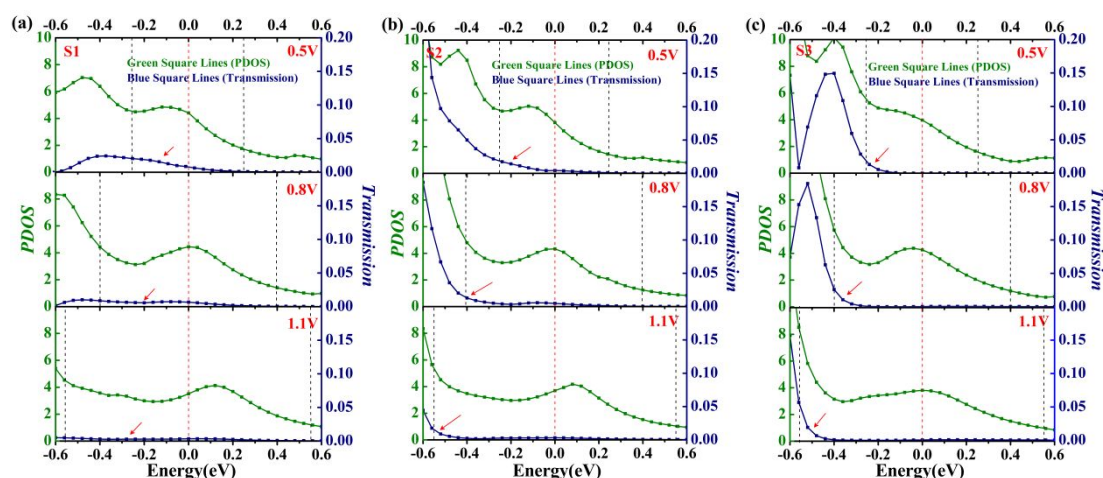 (a) -0.6 -0.4 -0.2 0.0 0.2 0.4 0.6
10 S1 0.5V 0.20
Green Square Lines (PDOS)
Blue Square Lines (Transmission)
8 0.15
6 0.10
4 0.05
2 0.00
0
0.8V
8 0.15
6 0.10
4 0.05
2 0.00
0
1.1V
8 0.15
6 0.10
4 0.05
2 0.00
0
PDOS
Transmission
-0.6 -0.4 -0.2 0.0 0.2 0.4 0.6
Energy(eV)
(b) -0.6 -0.4 -0.2 0.0 0.2 0.4 0.6
10 S2 0.5V 0.20
Green Square Lines (PDOS)
Blue Square Lines (Transmission)
8 0.15
6 0.10
4 0.05
2 0.00
0
0.8V
8 0.15
6 0.10
4 0.05
2 0.00
0
1.1V
8 0.15
6 0.10
4 0.05
2 0.00
0
PDOS
Transmission
-0.6 -0.4 -0.2 0.0 0.2 0.4 0.6
Energy(eV)
(c) -0.6 -0.4 -0.2 0.0 0.2 0.4 0.6
10 S3 0.5V 0.20
Green Square Lines (PDOS)
Blue Square Lines (Transmission)
8 0.15
6 0.10
4 0.05
2 0.00
0
0.8V
8 0.15
6 0.10
4 0.05
2 0.00
0
1.1V
8 0.15
6 0.10
4 0.05
2 0.00
0
PDOS
Transmission
-0.6 -0.4 -0.2 0.0 0.2 0.4 0.6
Energy(eV)